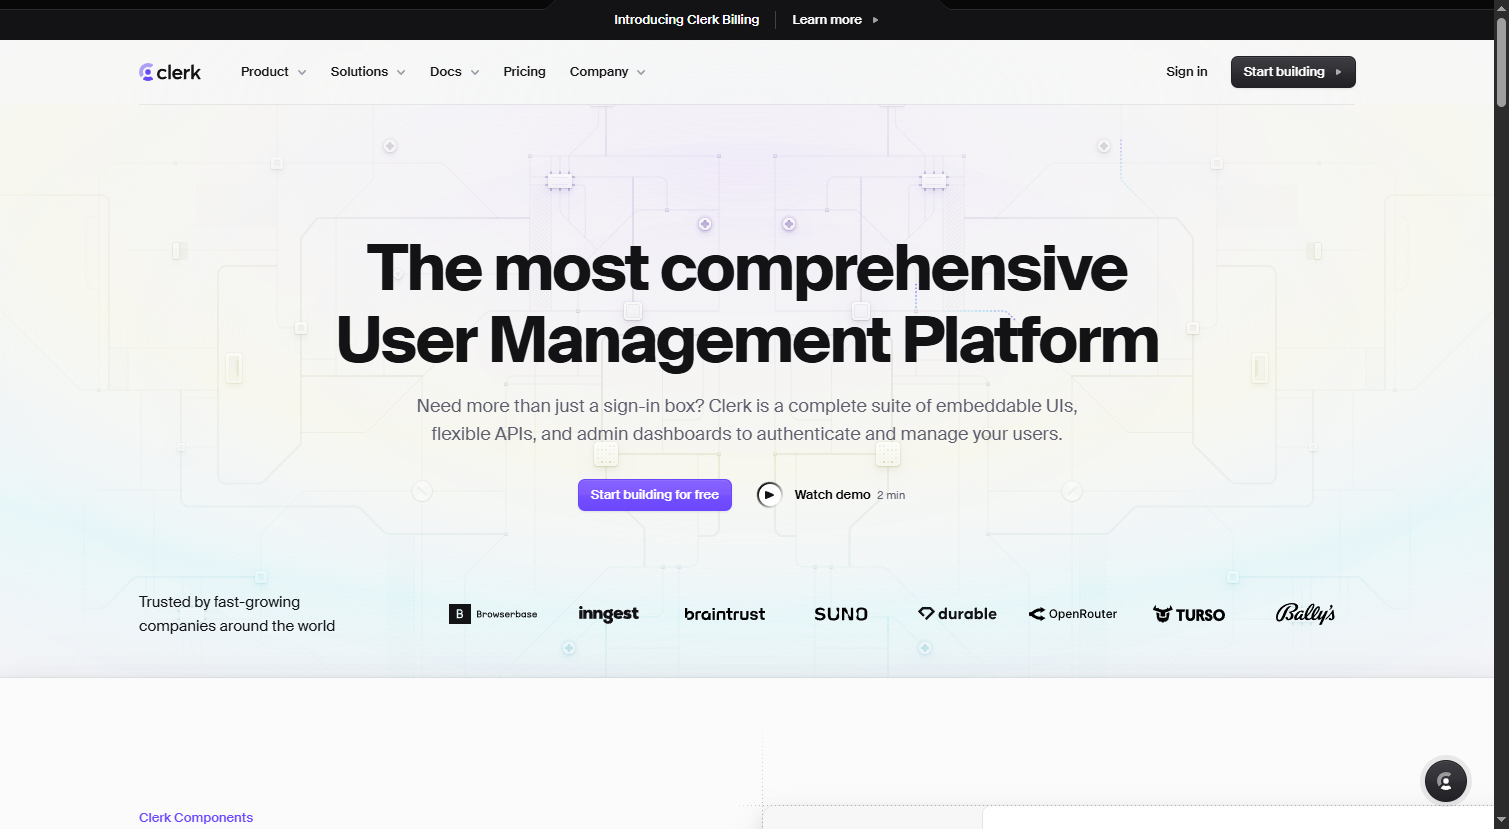 Introducing Clerk Billing Learn more
clerk Product Solutions Docs Pricing Company Sign in Start building
The most comprehensive
User Management Platform
Need more than just a sign-in box? Clerk is a complete suite of embeddable UIs,
flexible APIs, and admin dashboards to authenticate and manage your users.
Start building for free Watch demo 2 min
Trusted by fast-growing
companies around the world
B Browserbase inngest braintrust SUNO durable OpenRouter TURSO Bally's
Clerk Components